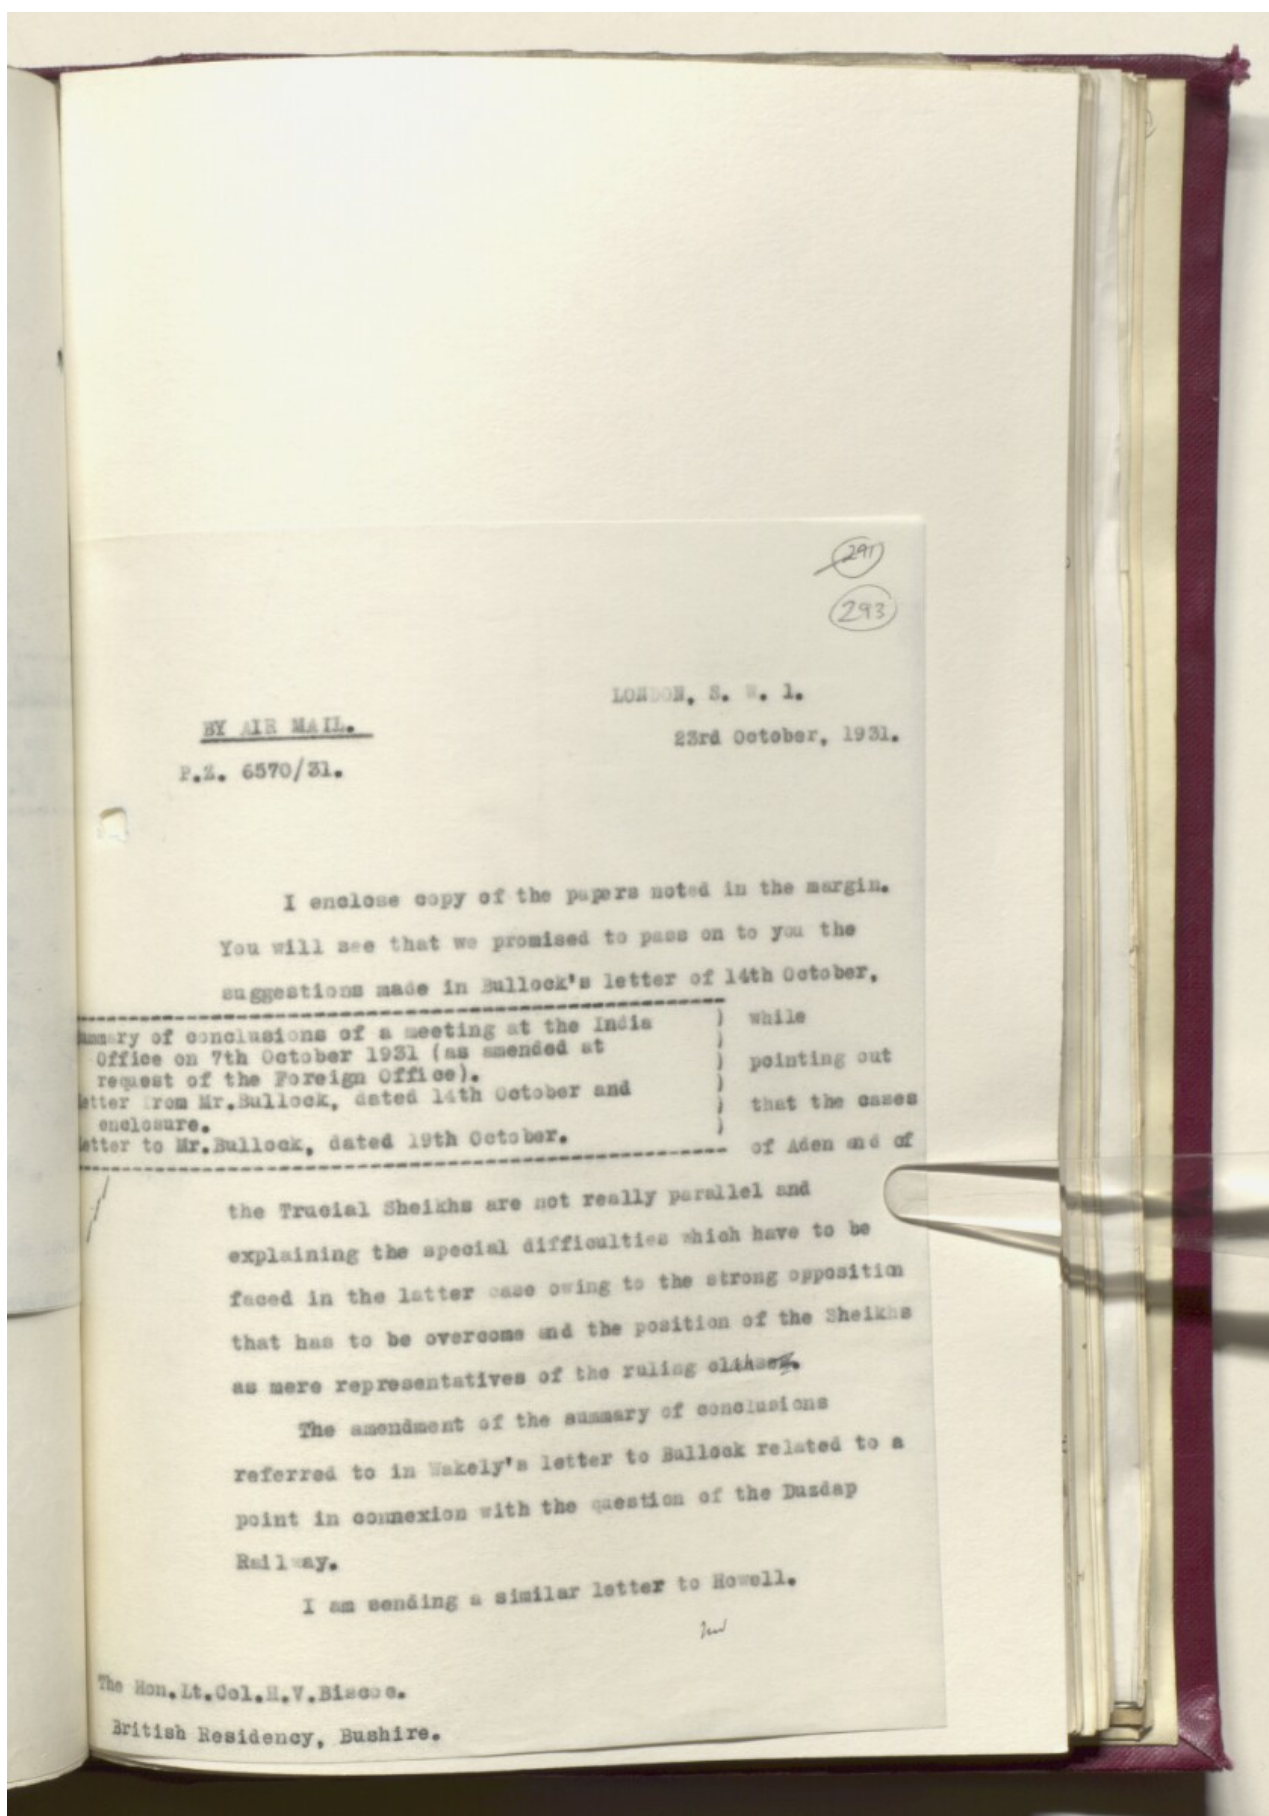 291
293
LONDON, S. W. 1.
BY AIR MAIL.
23rd October, 1931.
P.Z. 6570/31.
I enclose copy of the papers noted in the margin.
You will see that we promised to pass on to you the
suggestions made in Bullock's letter of 14th October,
ummary of conclusions of a meeting at the India
Office on 7th October 1931 (as amended at
request of the Foreign Office).
etter from Mr.Bullock, dated 14th October and
enclosure.
etter to Mr.Bullock, dated 19th October.
) while
) pointing out
) that the cases
of Aden and of
the Trucial Sheikhs are not really parallel and
explaining the special difficulties which have to be
faced in the latter case owing to the strong opposition
that has to be overcome and the position of the Sheikhs
as mere representatives of the ruling
The amendment of the summary of conclusions
referred to in Wakely's letter to Bullock related to a
point in connexion with the question of the Duzdap
Railway.
I am sending a similar letter to Howell.
The Hon.Lt.Col.H.V.Biscoe.
British Residency, Bushire.